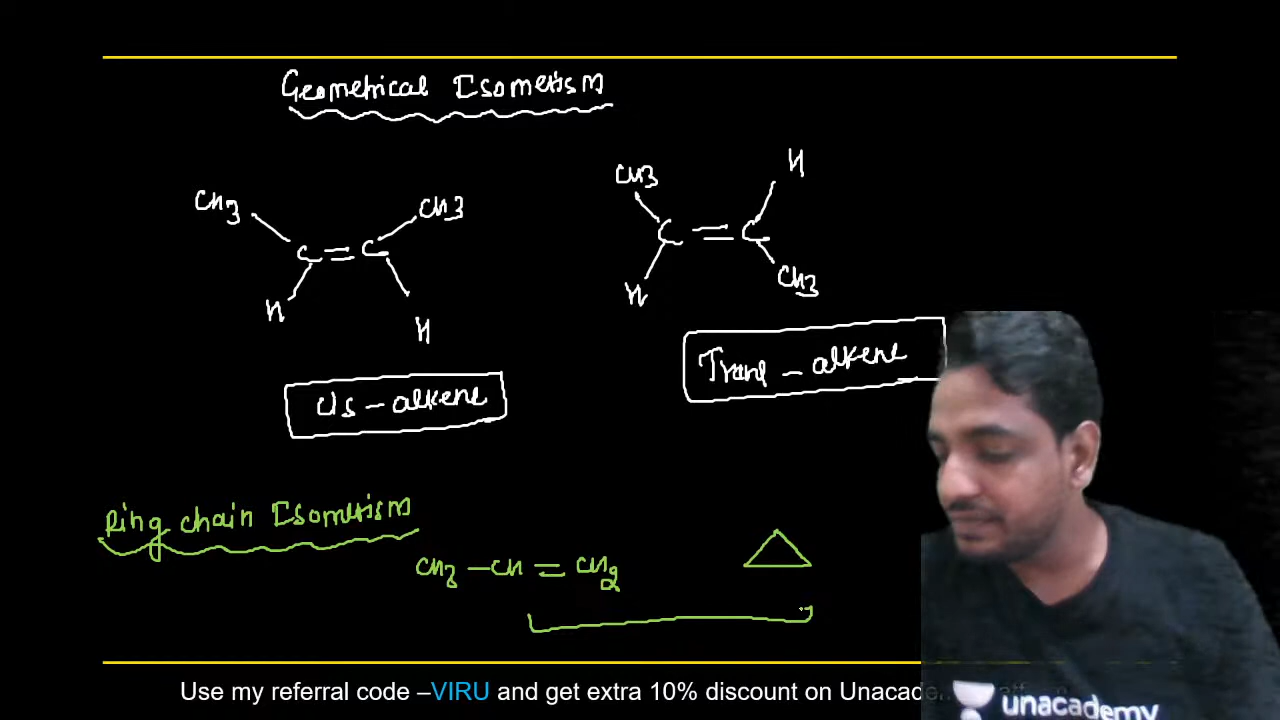 Geometrical Isomerism
CH3 CH3
C=C
H H
CH3 H
C=C
H CH3
Cis-alkene
Trans-alkene
Ring chain Isomerism
CH3-CH=CH2
Use my referral code –VIRU and get extra 10% discount on Unacademy
unacademy